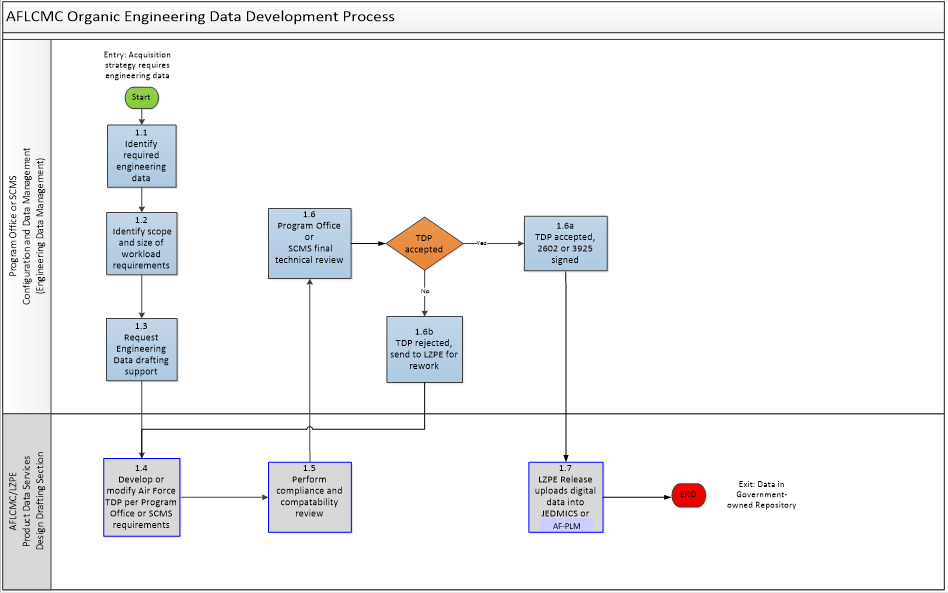 AFLCMC Organic Engineering Data Development Process
Program Office or SCMS
Configuration and Data Management
(Engineering Data Management)
Entry: Acquisition
strategy requires
engineering data
Start
1.1
Identify
required
engineering
data
1.2
Identify scope
and size of
workload
requirements
1.3
Request
Engineering
Data drafting
support
1.6
Program Office
or
SCMS final
technical review
TDP
accepted
Yes
No
1.6a
TDP accepted,
2602 or 3925
signed
1.6b
TDP rejected,
send to LZPE for
rework
AFLCMC/LZPE
Product Data Services
Design Drafting Section
1.4
Develop or
modify Air Force
TDP per Program
Office or SCMS
requirements
1.5
Perform
compliance and
compatability
review
1.7
LZPE Release
uploads digital
data into
JEDMICS or
AF-PLM
END
Exit: Data in
Government-
owned Repository